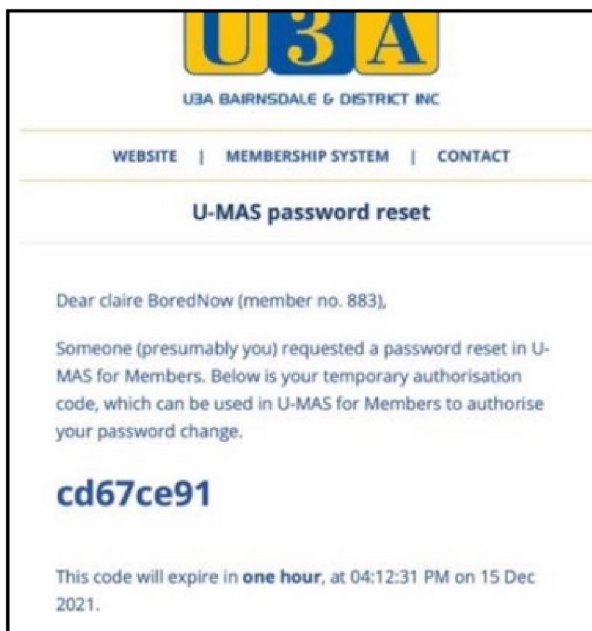 U3A
U3A BAIRNSDALE & DISTRICT INC
WEBSITE | MEMBERSHIP SYSTEM | CONTACT
U-MAS password reset
Dear claire BoredNow (member no. 883),
Someone (presumably you) requested a password reset in U-
MAS for Members. Below is your temporary authorisation
code, which can be used in U-MAS for Members to authorise
your password change.
cd67ce91
This code will expire in one hour, at 04:12:31 PM on 15 Dec
2021.